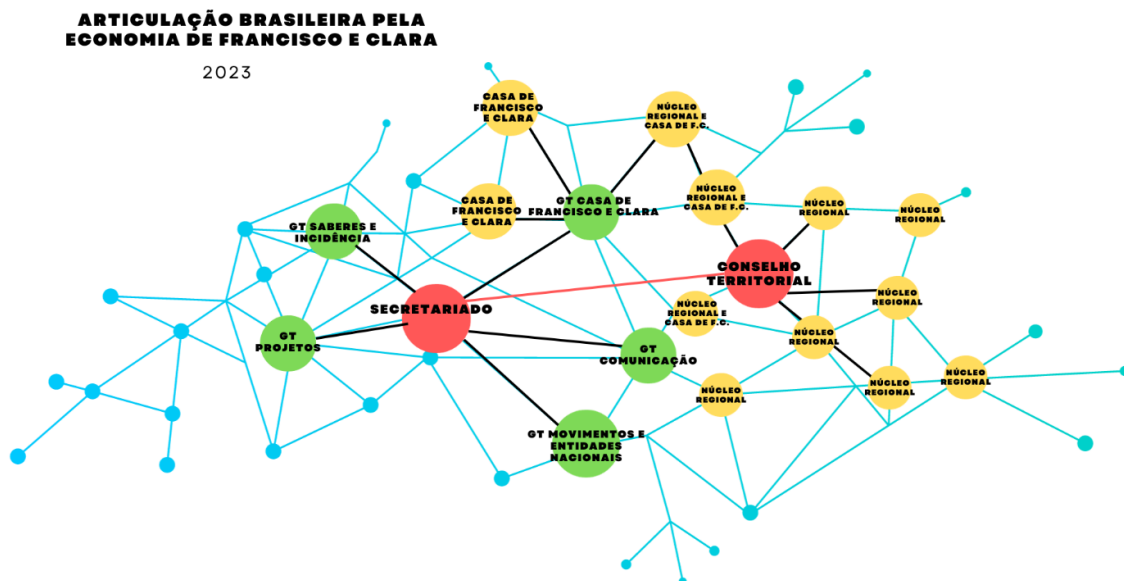 ARTICULAÇÃO BRASILEIRA PELA
ECONOMIA DE FRANCISCO E CLARA
2023
CASA DE
FRANCISCO
E CLARA
NÚCLEO
REGIONAL E
CASA DE F.C.
CASA DE
FRANCISCO
E CLARA
GT CASA DE
FRANCISCO E CLARA
NÚCLEO
REGIONAL E
CASA DE F.C.
NÚCLEO
REGIONAL
NÚCLEO
REGIONAL
GT SABERES E
INCIDÊNCIA
CONSELHO
TERRITORIAL
SECRETARIADO
NÚCLEO
REGIONAL E
CASA DE F.C.
NÚCLEO
REGIONAL
GT
PROJETOS
NÚCLEO
REGIONAL
GT
COMUNICAÇÃO
NÚCLEO
REGIONAL
NÚCLEO
REGIONAL
NÚCLEO
REGIONAL
GT MOVIMENTOS E
ENTIDADES
NACIONAIS